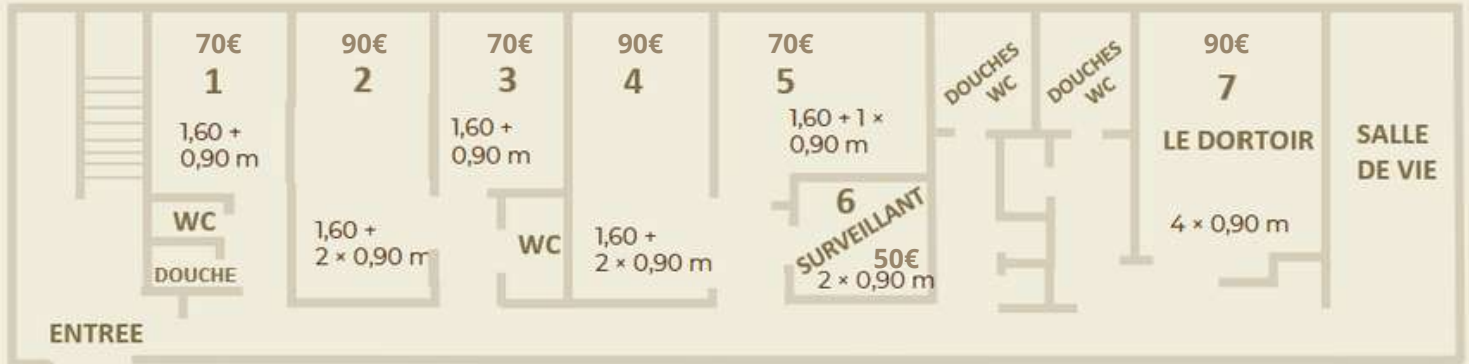 70€
1
1,60 +
0,90 m
WC
DOUCHE
ENTREE
90€
2
1,60 +
2 × 0,90 m
70€
3
1,60 +
0,90 m
WC
90€
4
1,60 +
2 × 0,90 m
70€
5
1,60 + 1 ×
0,90 m
6
SURVEILLANT
50€
2 × 0,90 m
DOUCHES
WC
DOUCHES
WC
90€
7
LE DORTOIR
4 × 0,90 m
SALLE
DE VIE